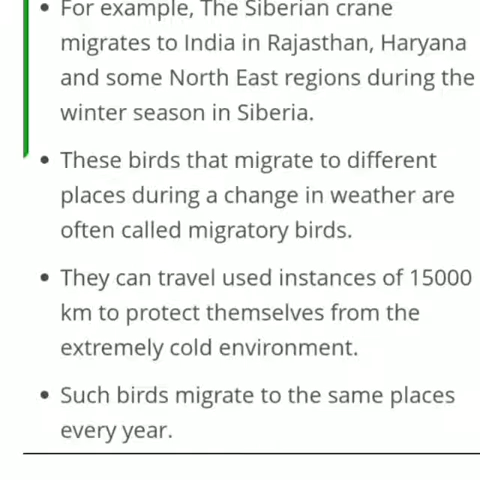 • For example, The Siberian crane
migrates to India in Rajasthan, Haryana
and some North East regions during the
winter season in Siberia.
• These birds that migrate to different
places during a change in weather are
often called migratory birds.
• They can travel used instances of 15000
km to protect themselves from the
extremely cold environment.
• Such birds migrate to the same places
every year.